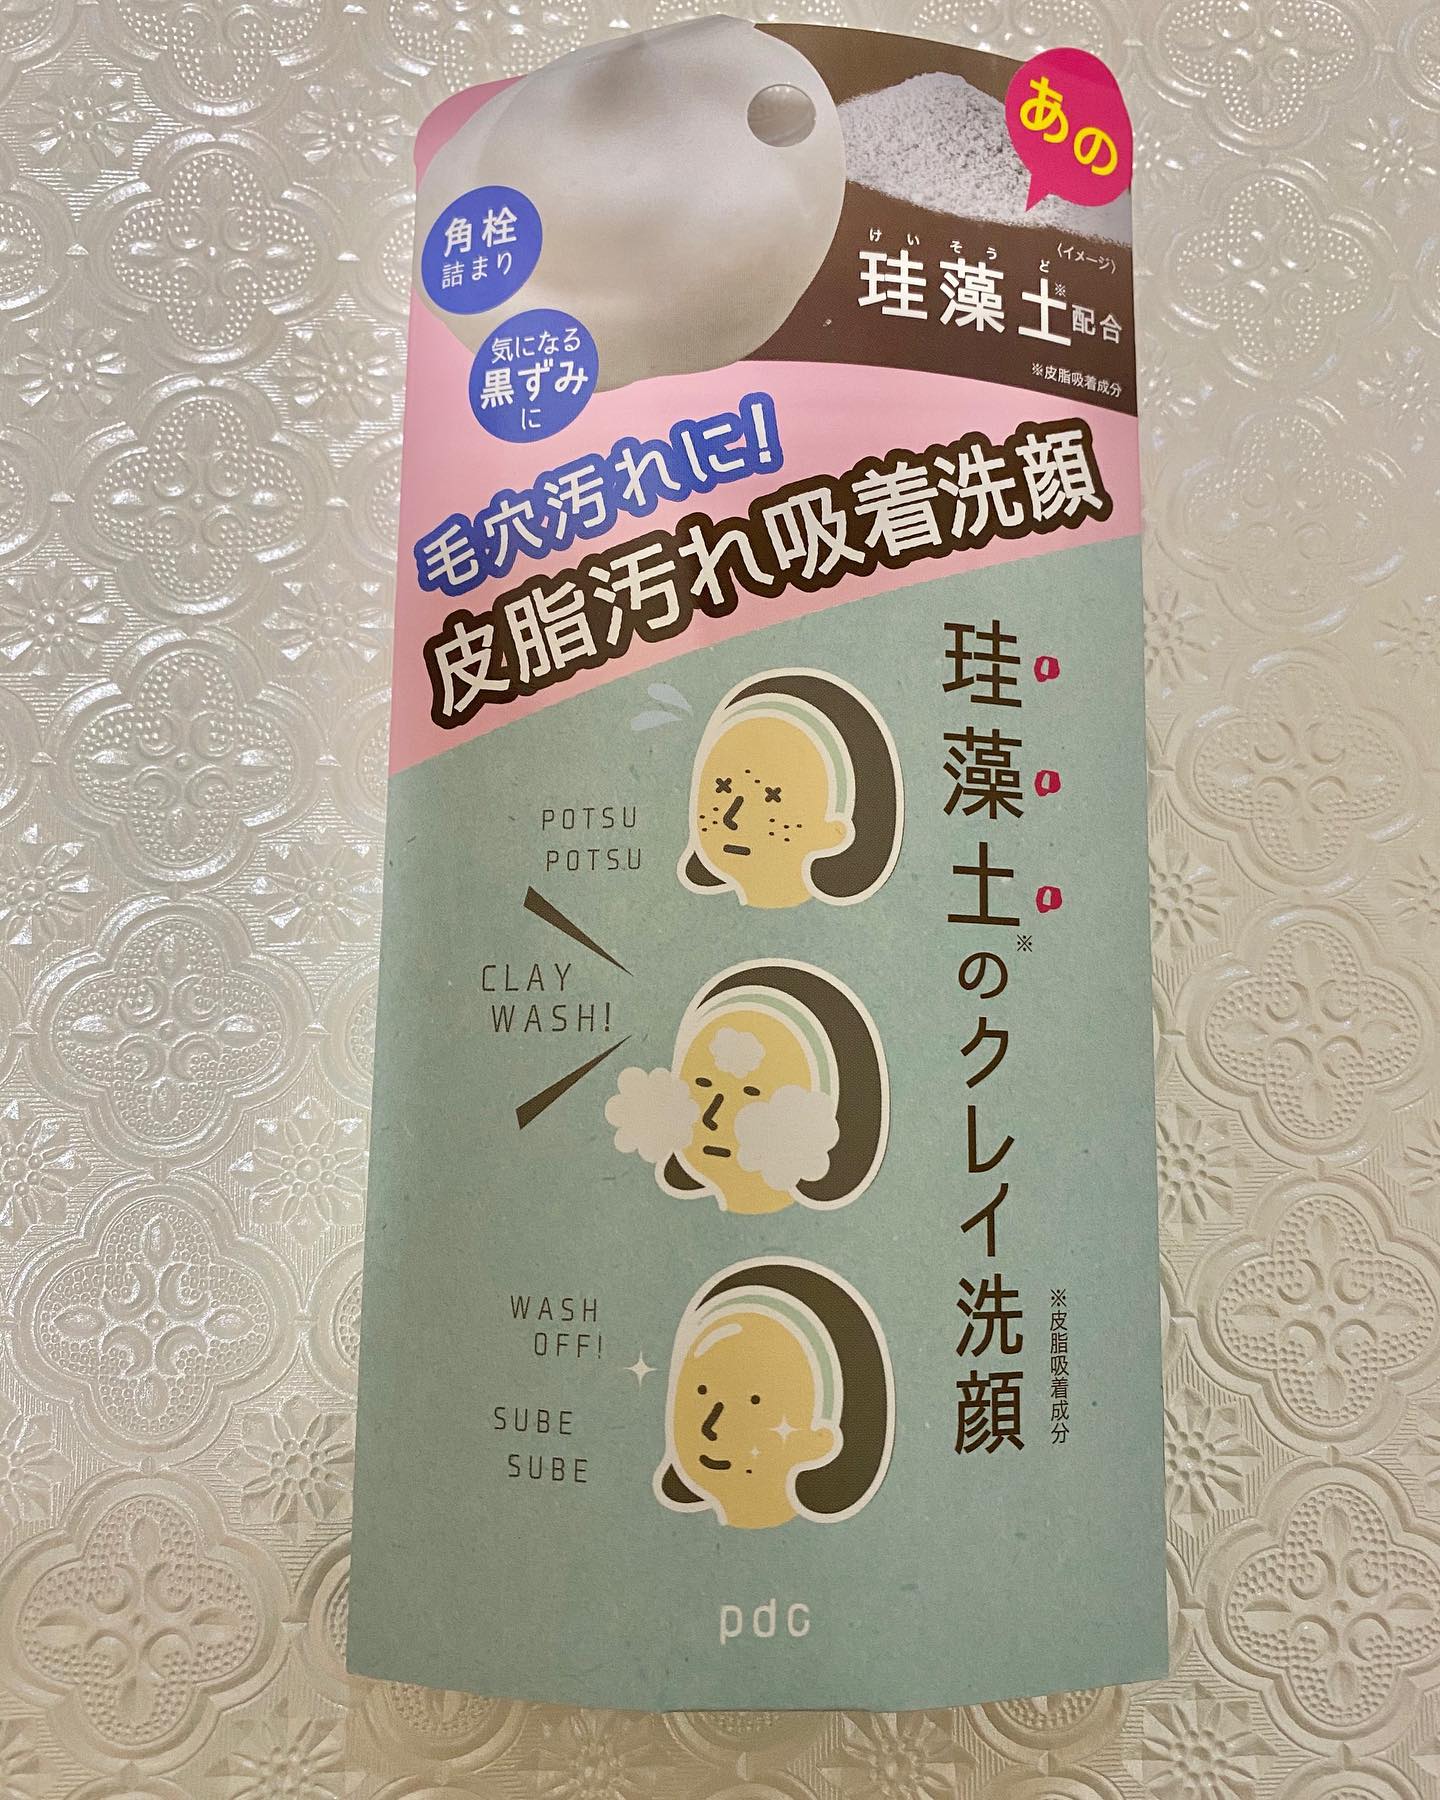 あの
けいそうど
〈イメージ〉
珪藻土※配合
※皮脂吸着成分
角栓
詰まり
気になる
黒ずみ
に
毛穴汚れに!
皮脂汚れ吸着洗顔
珪藻土※のクレイ洗顔
※皮脂吸着成分
POTSU
POTSU
CLAY
WASH!
WASH
OFF!
SUBE
SUBE
pdc